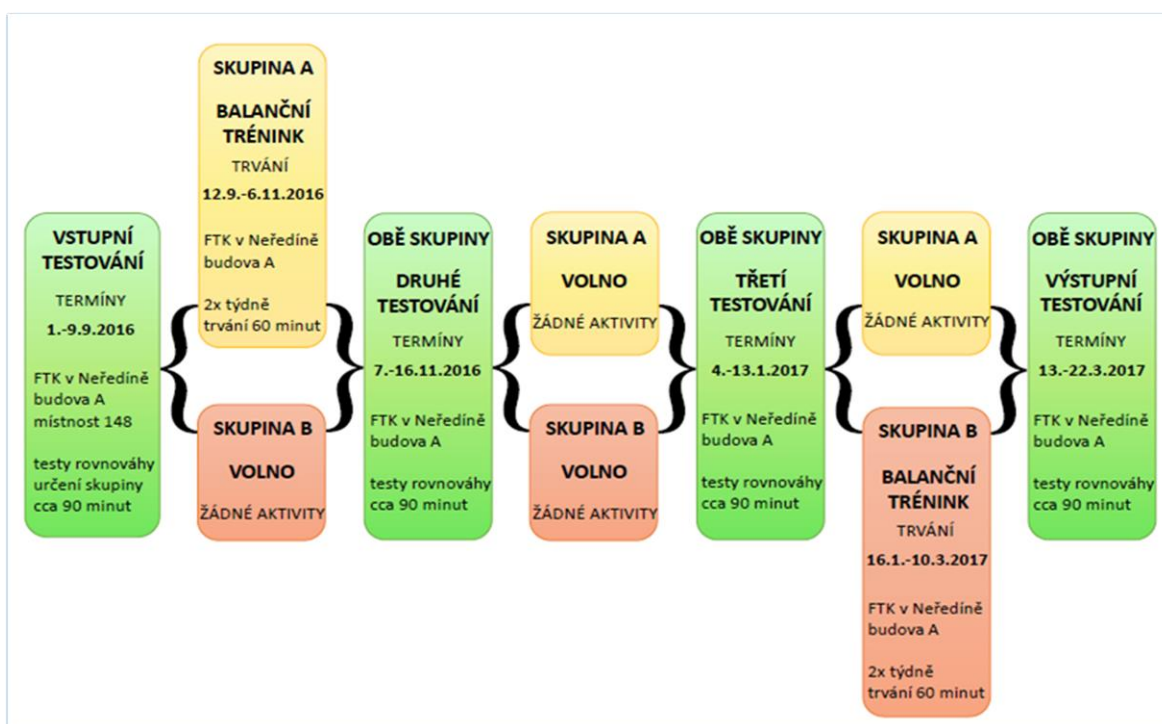 VSTUPNÍ
TESTOVÁNÍ
TERMÍNY
1.-9.9.2016
FTK v Neředíně
budova A
místnost 148
testy rovnováhy
určení skupiny
cca 90 minut
SKUPINA A
BALANČNÍ
TRÉNINK
TRVÁNÍ
12.9.-6.11.2016
FTK v Neředíně
budova A
2x týdně
trvání 60 minut
SKUPINA B
VOLNO
ŽÁDNÉ AKTIVITY
OBĚ SKUPINY
DRUHÉ
TESTOVÁNÍ
TERMÍNY
7.-16.11.2016
FTK v Neředíně
budova A
testy rovnováhy
cca 90 minut
SKUPINA A
VOLNO
ŽÁDNÉ AKTIVITY
SKUPINA B
VOLNO
ŽÁDNÉ AKTIVITY
OBĚ SKUPINY
TŘETÍ
TESTOVÁNÍ
TERMÍNY
4.-13.1.2017
FTK v Neředíně
budova A
testy rovnováhy
cca 90 minut
SKUPINA A
VOLNO
ŽÁDNÉ AKTIVITY
SKUPINA B
BALANČNÍ
TRÉNINK
TRVÁNÍ
16.1.-10.3.2017
FTK v Neředíně
budova A
2x týdně
trvání 60 minut
OBĚ SKUPINY
VÝSTUPNÍ
TESTOVÁNÍ
TERMÍNY
13.-22.3.2017
FTK v Neředíně
budova A
testy rovnováhy
cca 90 minut